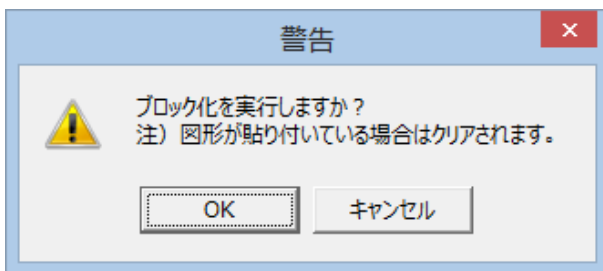 警告
ブロック化を実行しますか？
注）図形が貼り付いている場合はクリアされます。
OK
キャンセル